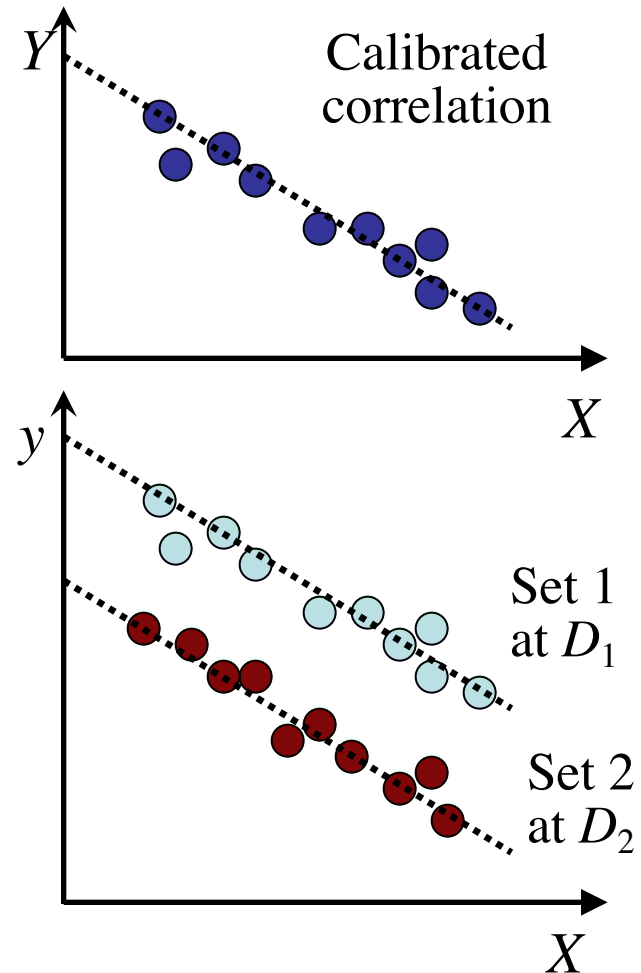 Y
Calibrated
correlation
X
y
Set 1
at D₁
Set 2
at D₂
X